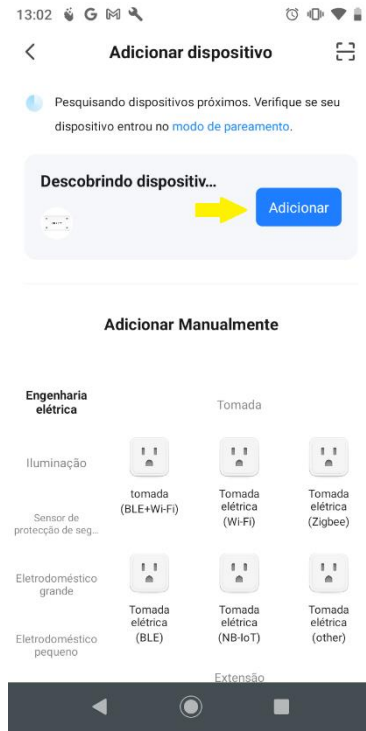 13:02
Adicionar dispositivo
Pesquisando dispositivos próximos. Verifique se seu
dispositivo entrou no modo de pareamento.
Descobrindo dispositiv...
Adicionar
Adicionar Manualmente
Engenharia
elétrica
Tomada
Iluminação
tomada
(BLE+Wi-Fi)
Tomada
elétrica
(Wi-Fi)
Tomada
elétrica
(Zigbee)
Sensor de
protecção de seg...
Eletrodoméstico
grande
Tomada
elétrica
(BLE)
Tomada
elétrica
(NB-IoT)
Tomada
elétrica
(other)
Eletrodoméstico
pequeno
Extensão